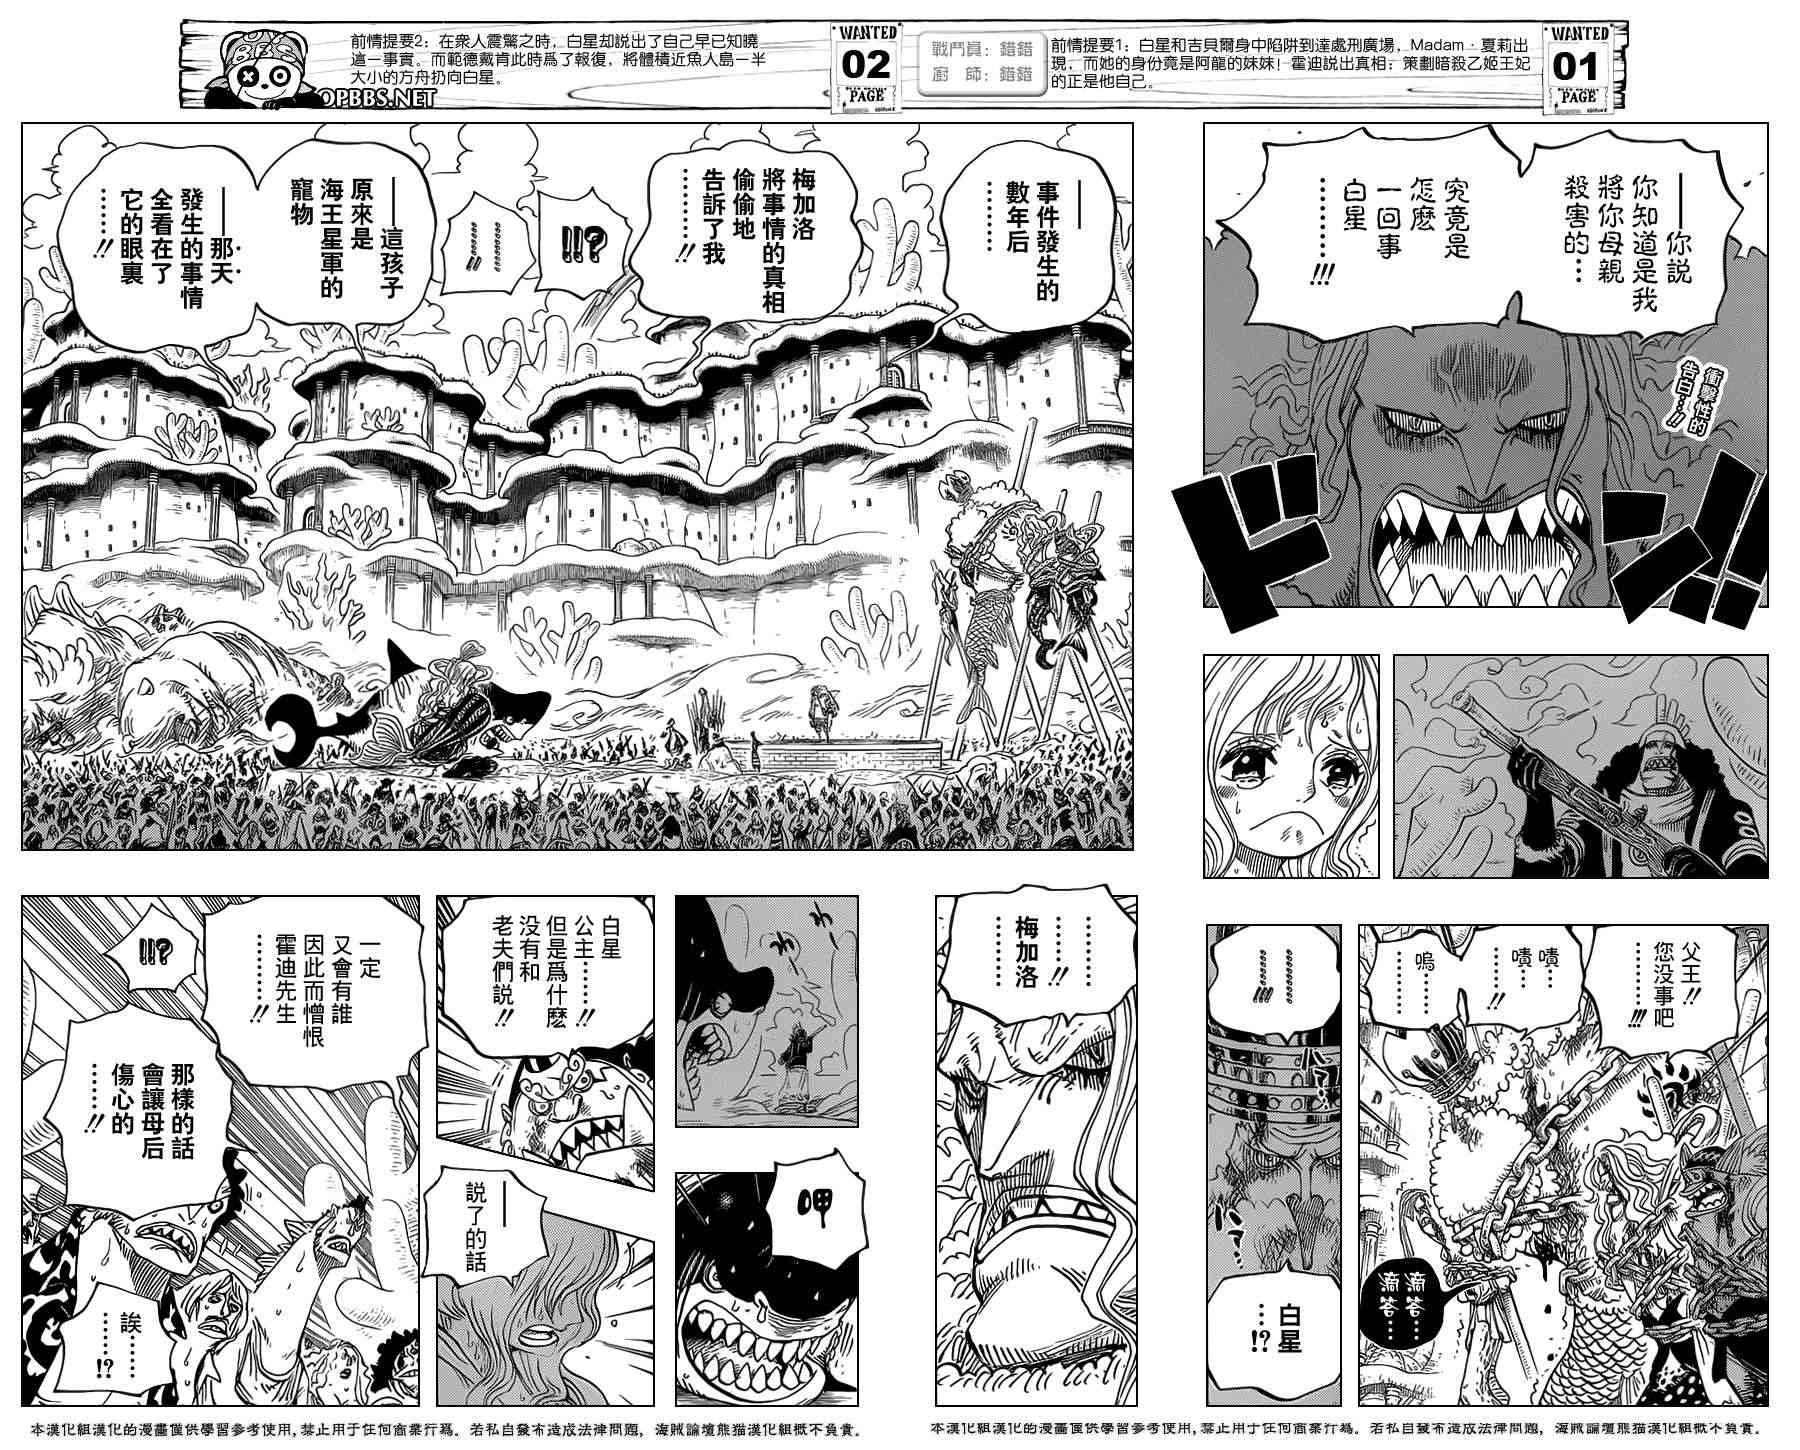 前情提要1：白星和吉貝爾身中陷阱到達處刑廣場，Madam‧夏莉出
現，而她的身份竟是阿龍的妹妹！霍迪說出真相：策劃暗殺乙姬王妃
的正是他自己。
WANTED
01
PAGE
戰鬥員：錯錯
廚　師：錯錯
——你説
你知道是我
將你母親
殺害的…
究竟是
怎麽
一回事
白星
………!!!
衝擊性的
告白…!!
ドン!!
父王!!
您没事吧
……!!!
嘖嘖
……!!
嗚
………
滴答…
滴答…
………
………!!!
白星
…!?
………
………!!
梅加洛
………
前情提要2：在衆人震驚之時，白星却説出了自己早已知曉
這一事實。而範德戴肯此時爲了報復，將體積近魚人島一半
大小的方舟扔向白星。
OPBBS.NET
WANTED
02
PAGE
——
事件發生的
數年后
……
梅加洛
將事情的真相
偷偷地
告訴了我
……!!
!!?
………
………!!
——這孩子
原來是
海王星軍的
寵物
——那天
發生的事情
全看在了
它的眼裏
……!!
呷
白星
公主……!!
但是爲什麽
没有和
老夫們説!!
——
説了的話
一定
又會有誰
因此而憎恨
霍迪先生
………!!
!!?
那樣的話
會讓母后
傷心的
……!!
誒……
……!?
本漢化組漢化的漫畫僅供學習參考使用,禁止用于任何商業行爲。若私自發布造成法律問題，海賊論壇熊猫漢化組概不負責。
本漢化組漢化的漫畫僅供學習參考使用,禁止用于任何商業行爲。若私自發布造成法律問題，海賊論壇熊猫漢化組概不負責。